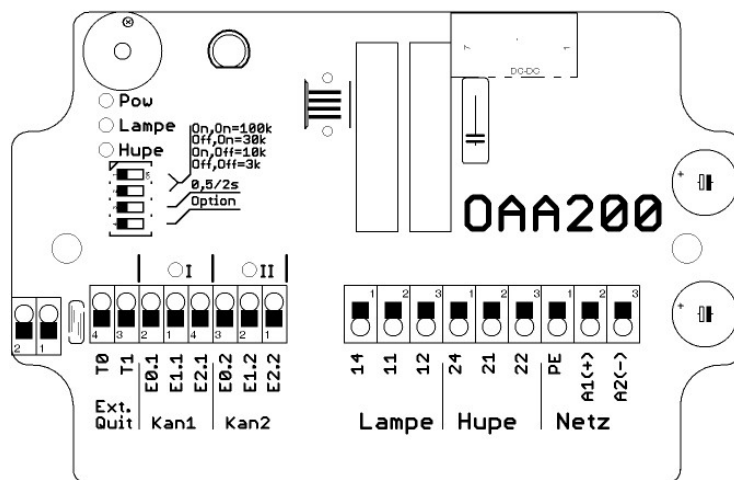 7
1
DC-DC
Pow
Lampe
Hupe
On,On=100k
Off,On=30k
On,Off=10k
Off,Off=3k
0,5/2s
Option
+
OAA200
I
II
+
2 1
4 3 2 1 4 3 2 1
1 2 3 1 2 3 1 2 3
T0 T1 E0.1 E1.1 E2.1 E0.2 E1.2 E2.2
14 11 12 24 21 22 PE A1(+) A2(-)
Ext.
Quit Kan1 Kan2
Lampe Hupe Netz